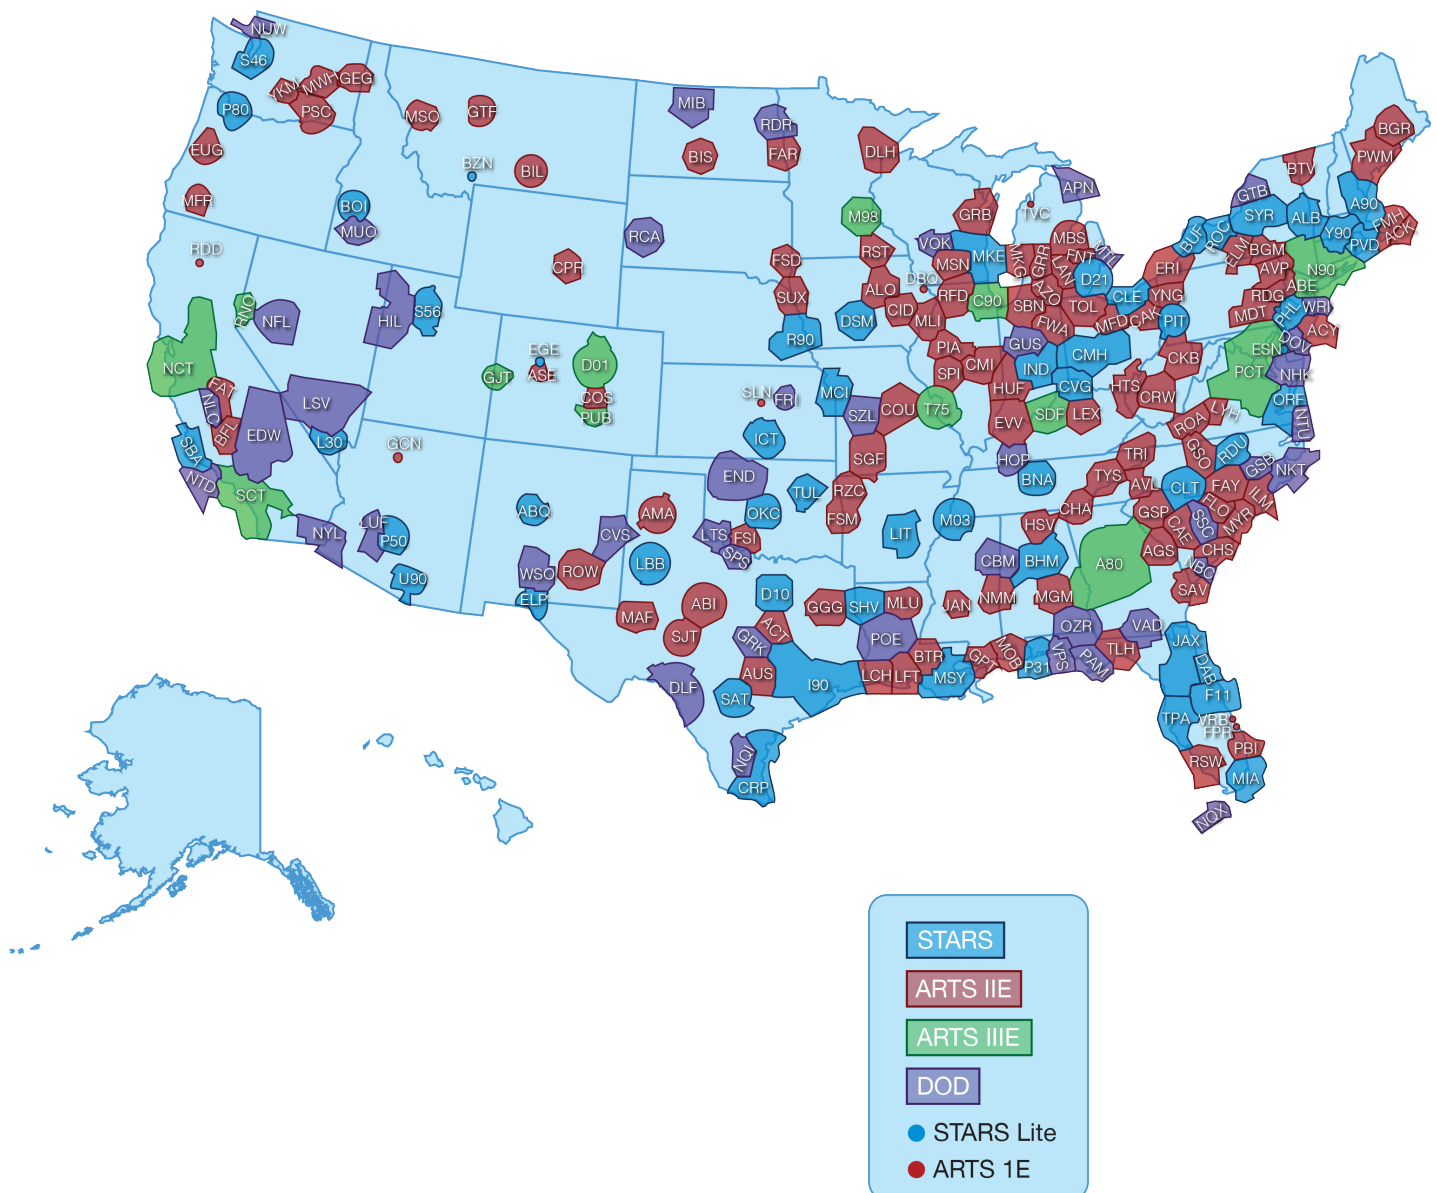 NUW
S46
YKM
MWH
GEG
PSC
P80
EUG
MFR
MSO
GTF
BZN
BIL
BOI
MUO
MIB
RDR
BIS
FAR
DLH
RCA
CPR
RDD
RNO
NFL
HIL
S56
NCT
FAT
NLC
BFL
EDW
LSV
L30
SBA
NTD
SCT
NYL
GCN
LUF
P50
U90
EGE
ASE
GJT
D01
COS
PUB
ABQ
CVS
WSO
ROW
ELP
M98
RST
FSD
SUX
R90
ALO
DSM
CID
MLI
DBQ
GRB
VOK
MSN
MKE
RFD
C90
TVC
APN
MBS
MTI
MKG
GRR
LAN
FNT
D21
AZO
SBN
TOL
FWA
MFD
CAK
CLE
YNG
ERI
PIT
GUS
IND
CMH
CVG
PIA
SPI
CMI
HUF
EVV
SDF
LEX
HTS
CRW
CKB
HOP
BNA
SLN
FRI
MCI
SZL
COU
T75
ICT
SGF
END
TUL
RZC
FSM
OKC
FSI
LTS
SPS
AMA
LBB
LIT
M03
D10
ABI
MAF
SJT
ACT
GRK
GGG
SHV
MLU
POE
AUS
SAT
I90
LCH
LFT
BTR
MSY
DLF
NQI
CRP
JAN
NMM
CBM
BHM
HSV
MGM
GPT
MOB
P31
VPS
PAM
OZR
TLH
VAD
A80
CHA
TYS
TRI
AVL
GSP
AGS
CAE
SSC
CLT
GSO
ROA
LYH
RDU
GSB
NKT
FAY
FLO
ILM
MYR
CHS
NBC
SAV
JAX
DAB
F11
TPA
VRB
FPR
PBI
RSW
MIA
NQX
BGR
PWM
BTV
GTB
SYR
ALB
A90
FMH
ACK
Y90
PVD
BUF
ROC
ELM
BGM
AVP
N90
ABE
RDG
MDT
PHL
WRI
ACY
DOV
ESN
PCT
NHK
ORF
NTU
STARS
ARTS IIE
ARTS IIIE
DOD
STARS Lite
ARTS 1E